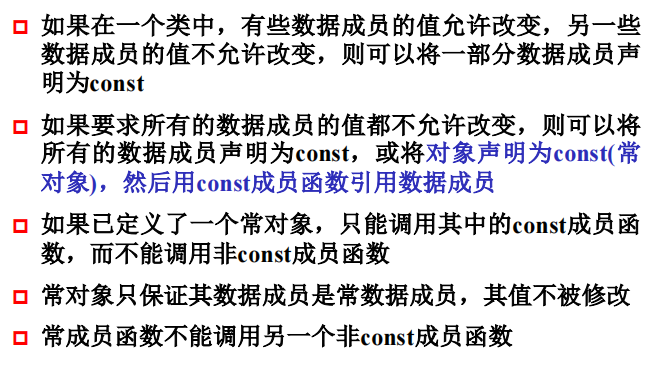 如果在一个类中，有些数据成员的值允许改变，另一些
数据成员的值不允许改变，则可以将一部分数据成员声
明为const
如果要求所有的数据成员的值都不允许改变，则可以将
所有的数据成员声明为const，或将对象声明为const(常
对象)，然后用const成员函数引用数据成员
如果已定义了一个常对象，只能调用其中的const成员函
数，而不能调用非const成员函数
常对象只保证其数据成员是常数据成员，其值不被修改
常成员函数不能调用另一个非const成员函数